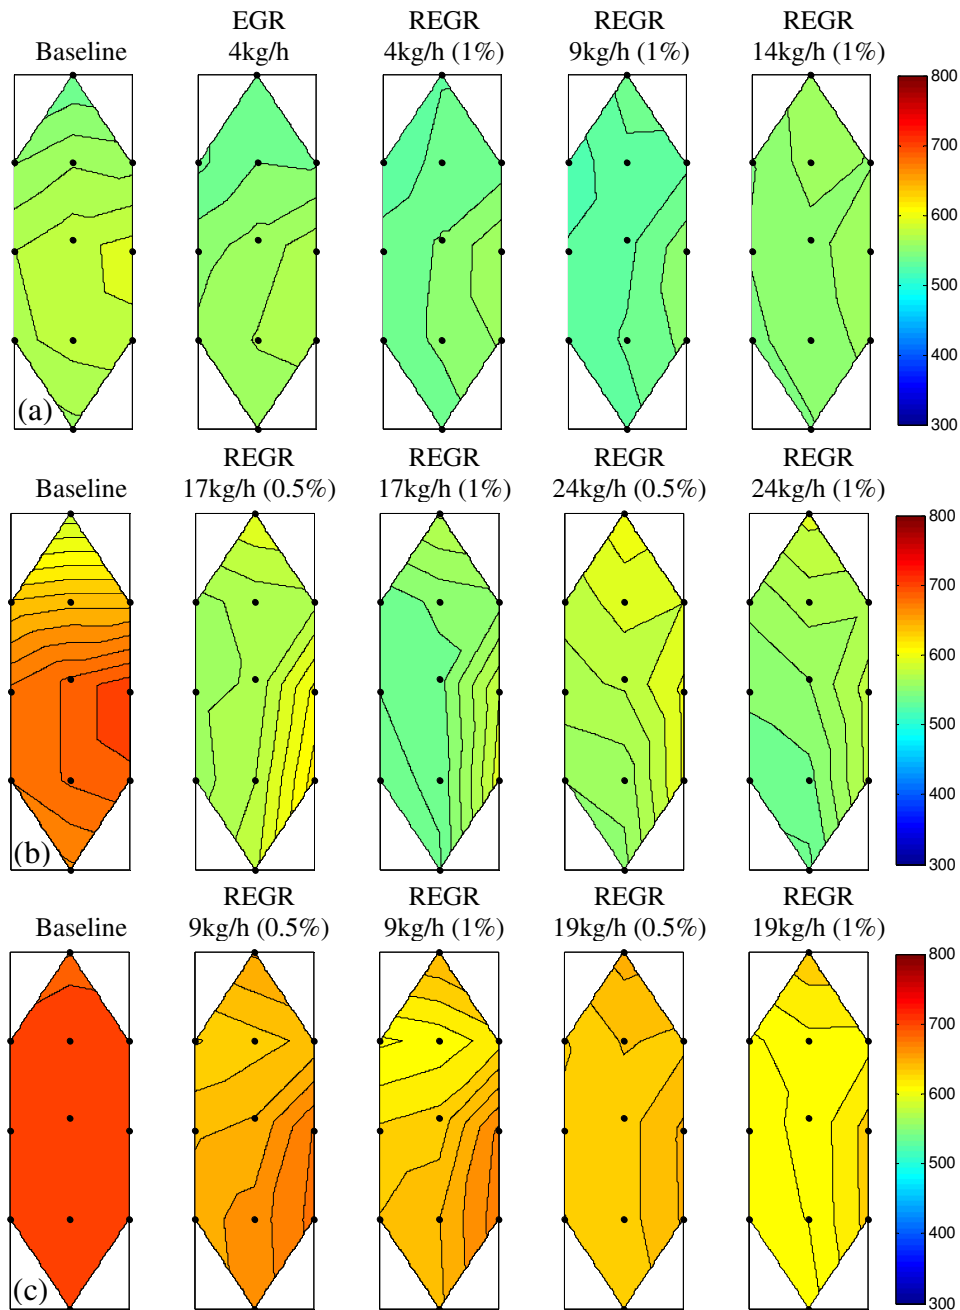 EGR REGR REGR REGR
Baseline 4kg/h 4kg/h (1%) 9kg/h (1%) 14kg/h (1%)
800
700
600
500
400
300
(a)
REGR REGR REGR REGR
Baseline 17kg/h (0.5%) 17kg/h (1%) 24kg/h (0.5%) 24kg/h (1%)
800
700
600
500
400
300
(b)
REGR REGR REGR REGR
Baseline 9kg/h (0.5%) 9kg/h (1%) 19kg/h (0.5%) 19kg/h (1%)
800
700
600
500
400
300
(c)